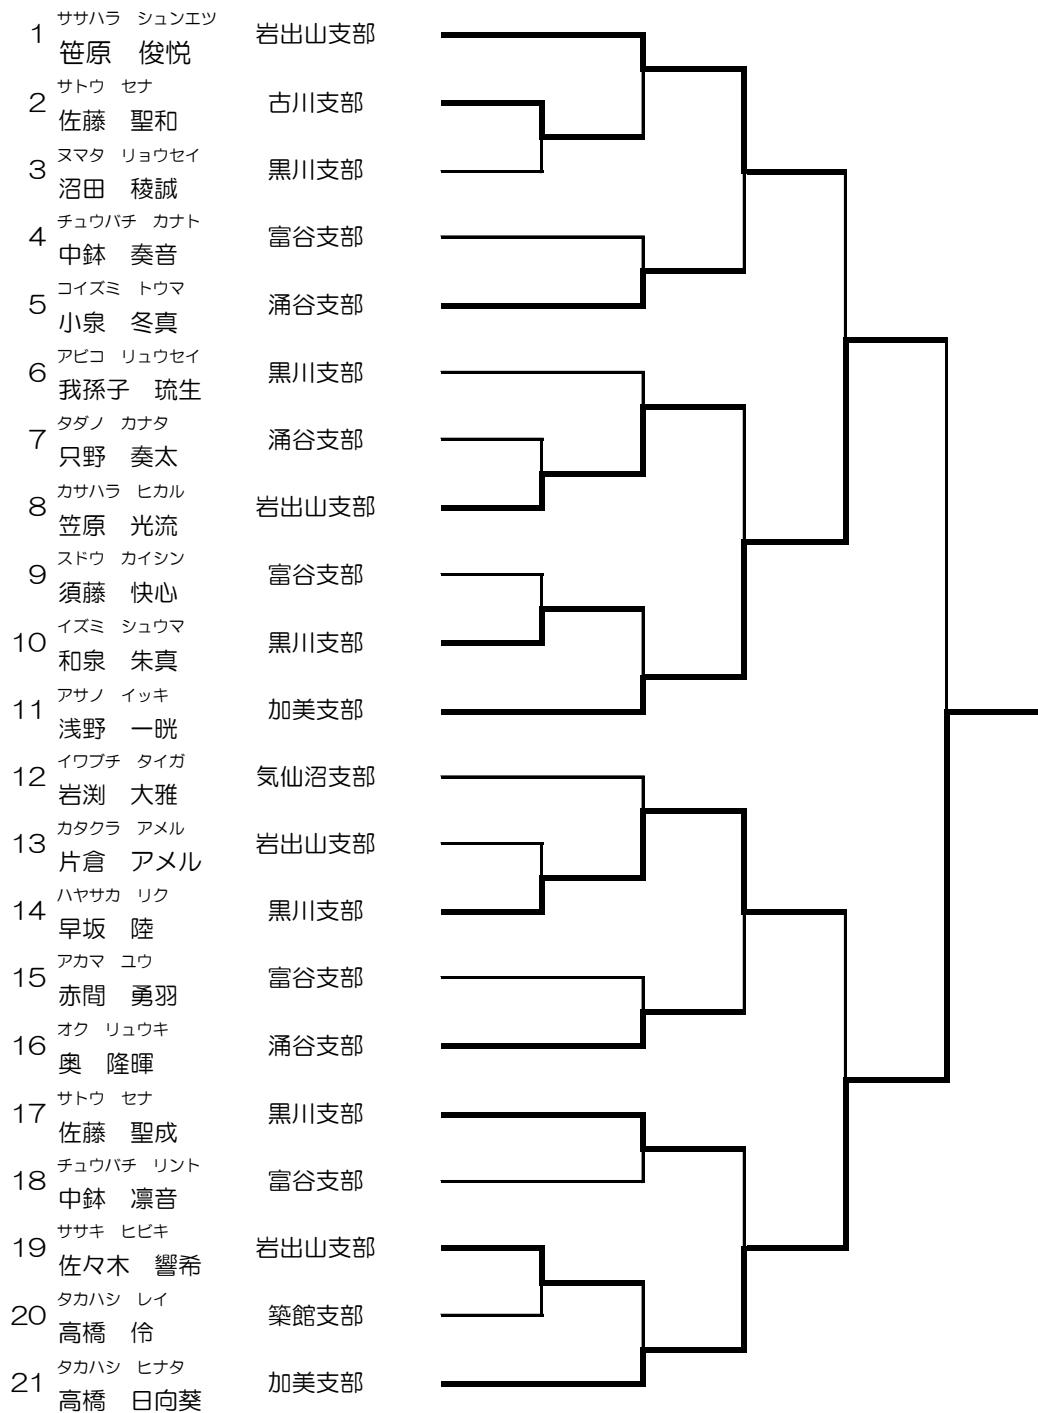 ササハラ　シュンエツ
1 笹原　俊悦 岩出山支部
サトウ　セナ
2 佐藤　聖和 古川支部
ヌマタ　リョウセイ
3 沼田　稜誠 黒川支部
チュウバチ　カナト
4 中鉢　奏音 富谷支部
コイズミ　トウマ
5 小泉　冬真 涌谷支部
アビコ　リュウセイ
6 我孫子　琉生 黒川支部
タダノ　カナタ
7 只野　奏太 涌谷支部
カサハラ　ヒカル
8 笠原　光流 岩出山支部
スドウ　カイシン
9 須藤　快心 富谷支部
イズミ　シュウマ
10 和泉　朱真 黒川支部
アサノ　イッキ
11 浅野　一晄 加美支部
イワブチ　タイガ
12 岩渕　大雅 気仙沼支部
カタクラ　アメル
13 片倉　アメル 岩出山支部
ハヤサカ　リク
14 早坂　陸 黒川支部
アカマ　ユウ
15 赤間　勇羽 富谷支部
オク　リュウキ
16 奥　隆暉 涌谷支部
サトウ　セナ
17 佐藤　聖成 黒川支部
チュウバチ　リント
18 中鉢　凛音 富谷支部
ササキ　ヒビキ
19 佐々木　響希 岩出山支部
タカハシ　レイ
20 高橋　伶 築館支部
タカハシ　ヒナタ
21 高橋　日向葵 加美支部